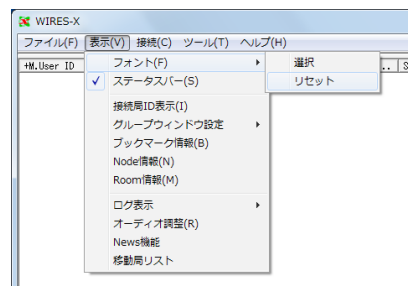 WIRES-X
ファイル(F) 表示(V) 接続(C) ツール(T) ヘルプ(H)
+M.User ID
フォント(F)
選択
.. S
ステータスバー(S)
リセット
接続局ID表示(I)
グループウィンドウ設定
ブックマーク情報(B)
Node情報(N)
Room情報(M)
ログ表示
オーディオ調整(R)
News機能
移動局リスト